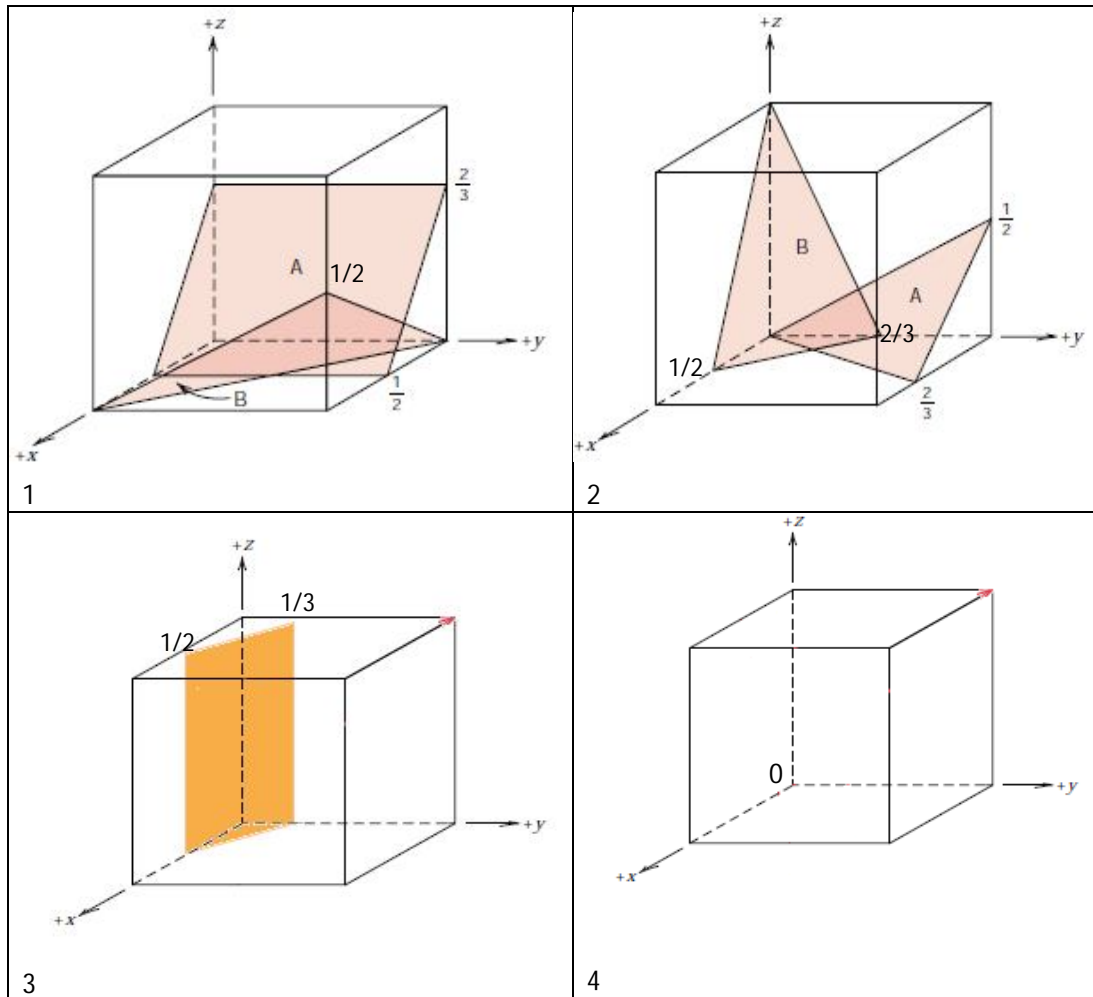 +z
2/3
A
1/2
+y
1/2
B
+x
1
+z
1/2
B
A
2/3
+y
1/2
2/3
+x
2
+z
1/3
1/2
+y
+x
3
+z
0
+y
+x
4